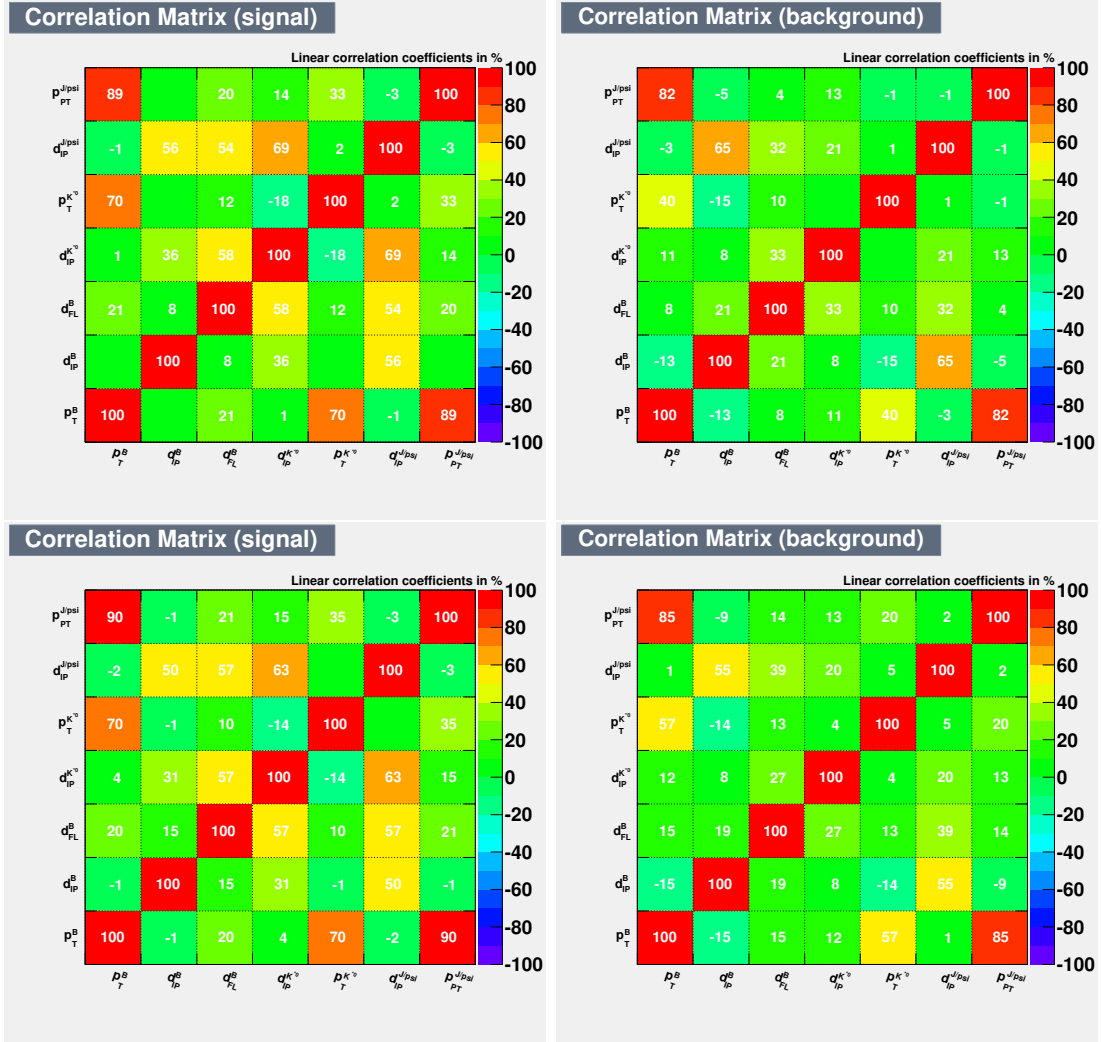 Correlation Matrix (signal)
Linear correlation coefficients in %
p_PT^J/psi 89 20 14 33 -3 100
d_IP^J/psi -1 56 54 69 2 100 -3
p_T^K*0 70 12 -18 100 2 33
d_IP^K*0 1 36 58 100 -18 69 14
d_FL^B 21 8 100 58 12 54 20
d_IP^B 100 8 36 56
p_T^B 100 21 1 70 -1 89
p_T^B d_IP^B d_FL^B d_IP^K*0 p_T^K*0 d_IP^J/psi p_PT^J/psi
100
80
60
40
20
0
-20
-40
-60
-80
-100
Correlation Matrix (background)
Linear correlation coefficients in %
p_PT^J/psi 82 -5 4 13 -1 -1 100
d_IP^J/psi -3 65 32 21 1 100 -1
p_T^K*0 40 -15 10 100 1 -1
d_IP^K*0 11 8 33 100 21 13
d_FL^B 8 21 100 33 10 32 4
d_IP^B -13 100 21 8 -15 65 -5
p_T^B 100 -13 8 11 40 -3 82
p_T^B d_IP^B d_FL^B d_IP^K*0 p_T^K*0 d_IP^J/psi p_PT^J/psi
100
80
60
40
20
0
-20
-40
-60
-80
-100
Correlation Matrix (signal)
Linear correlation coefficients in %
p_PT^J/psi 90 -1 21 15 35 -3 100
d_IP^J/psi -2 50 57 63 100 -3
p_T^K*0 70 -1 10 -14 100 35
d_IP^K*0 4 31 57 100 -14 63 15
d_FL^B 20 15 100 57 10 57 21
d_IP^B -1 100 15 31 -1 50 -1
p_T^B 100 -1 20 4 70 -2 90
p_T^B d_IP^B d_FL^B d_IP^K*0 p_T^K*0 d_IP^J/psi p_PT^J/psi
100
80
60
40
20
0
-20
-40
-60
-80
-100
Correlation Matrix (background)
Linear correlation coefficients in %
p_PT^J/psi 85 -9 14 13 20 2 100
d_IP^J/psi 1 55 39 20 5 100 2
p_T^K*0 57 -14 13 4 100 5 20
d_IP^K*0 12 8 27 100 4 20 13
d_FL^B 15 19 100 27 13 39 14
d_IP^B -15 100 19 8 -14 55 -9
p_T^B 100 -15 15 12 57 1 85
p_T^B d_IP^B d_FL^B d_IP^K*0 p_T^K*0 d_IP^J/psi p_PT^J/psi
100
80
60
40
20
0
-20
-40
-60
-80
-100